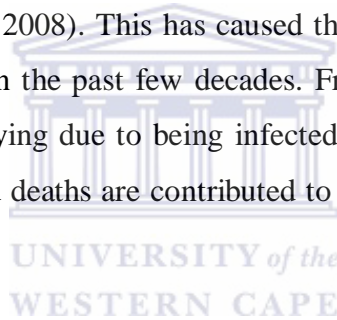 2008). This has caused th
n the past few decades. Fr
ying due to being infected
deaths are contributed to
UNIVERSITY of the
WESTERN CAPE